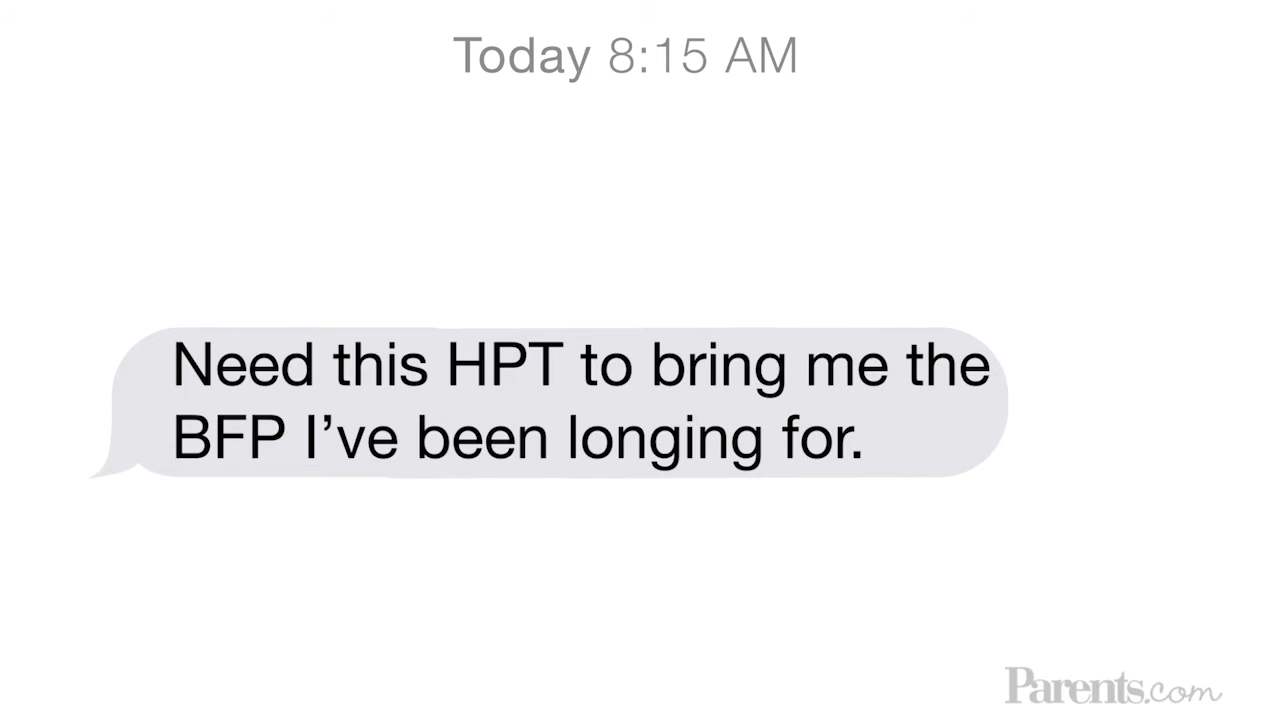 Today 8:15 AM
Need this HPT to bring me the
BFP I’ve been longing for.
Parents.com